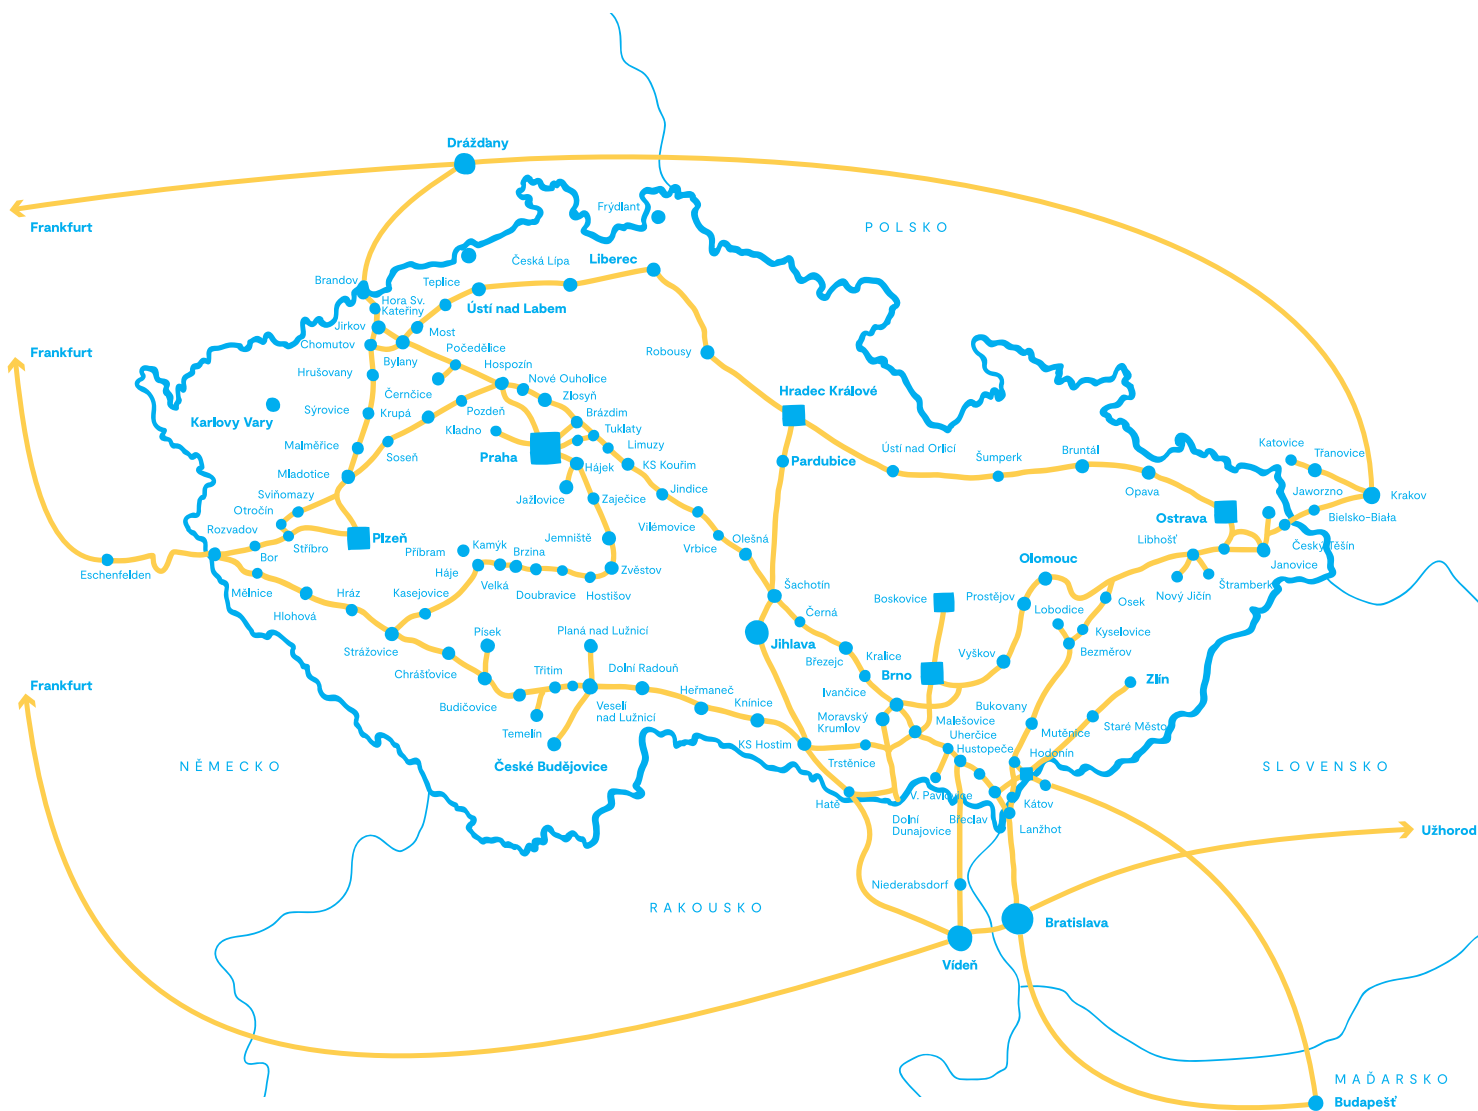 Drážďany
Frýdlant
POLSKO
Frankfurt
Česká Lípa
Liberec
Brandov
Teplice
Hora Sv.
Kateřiny
Ústí nad Labem
Jirkov
Most
Chomutov
Počedělice
Robousy
Frankfurt
Bylany
Hospozín
Hrušovany
Nové Ouholice
Černčice
Zlosyň
Hradec Králové
Sýrovice
Krupá
Pozdeň
Brázdim
Karlovy Vary
Kladno
Tuklaty
Malměřice
Limuzy
Ústí nad Orlicí
Katovice
Třanovice
Soseň
Praha
KS Kouřim
Pardubice
Šumperk
Bruntál
Mladotice
Hájek
Jindice
Opava
Jaworzno
Krakov
Sviňomazy
Jažlovice
Zaječice
Otročín
Vilémovice
Ostrava
Bielsko-Biała
Rozvadov
Plzeň
Jemniště
Vrbice
Olešná
Libhošť
Český Těšín
Stříbro
Příbram
Kamýk
Brzina
Bor
Olomouc
Janovice
Eschenfelden
Háje
Zvěstov
Velká
Štramberk
Mělnice
Kasejovice
Doubravice
Hostišov
Šachotín
Boskovice
Prostějov
Nový Jičín
Hráz
Osek
Hlohová
Černá
Lobodice
Písek
Planá nad Lužnicí
Kyselovice
Strážovice
Jihlava
Bezměrov
Březejc
Kralice
Vyškov
Chrášťovice
Třitim
Dolní Radouň
Brno
Zlín
Frankfurt
Heřmaneč
Ivančice
Knínice
Budičovice
Veselí
nad Lužnicí
Bukovany
Moravský
Krumlov
Malešovice
Staré Město
Temelín
Uherčice
Mutěnice
KS Hostim
Hustopeče
Hodonín
NĚMECKO
České Budějovice
Trstěnice
SLOVENSKO
V. Pavlovice
Hatě
Kátov
Dolní
Dunajovice
Břeclav
Lanžhot
Užhorod
Niederabsdorf
RAKOUSKO
Bratislava
Vídeň
MAĎARSKO
Budapešť